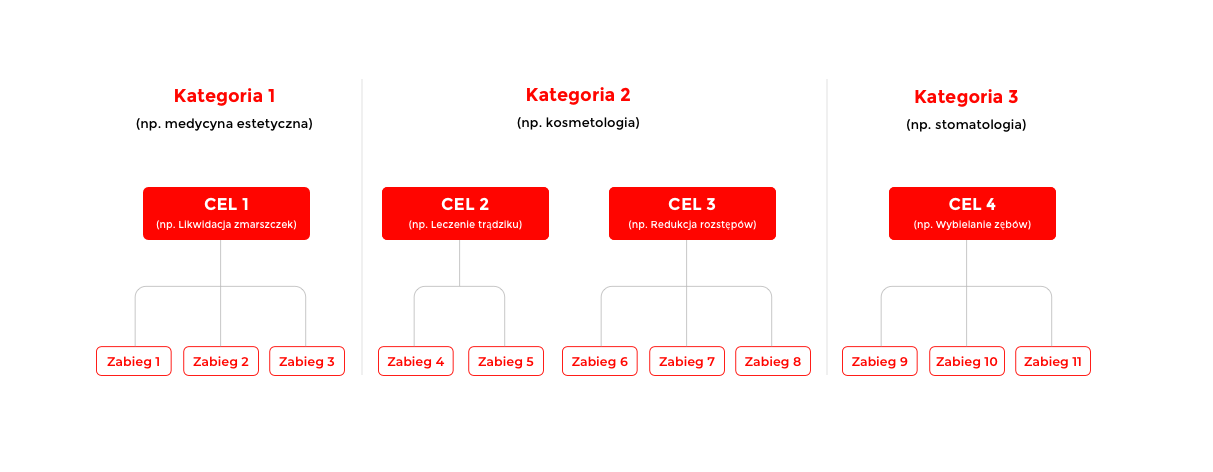 Kategoria 1
(np. medycyna estetyczna)
Kategoria 2
(np. kosmetologia)
Kategoria 3
(np. stomatologia)
CEL 1
(np. Likwidacja zmarszczek)
CEL 2
(np. Leczenie trądziku)
CEL 3
(np. Redukcja rozstępów)
CEL 4
(np. Wybielanie zębów)
Zabieg 1
Zabieg 2
Zabieg 3
Zabieg 4
Zabieg 5
Zabieg 6
Zabieg 7
Zabieg 8
Zabieg 9
Zabieg 10
Zabieg 11